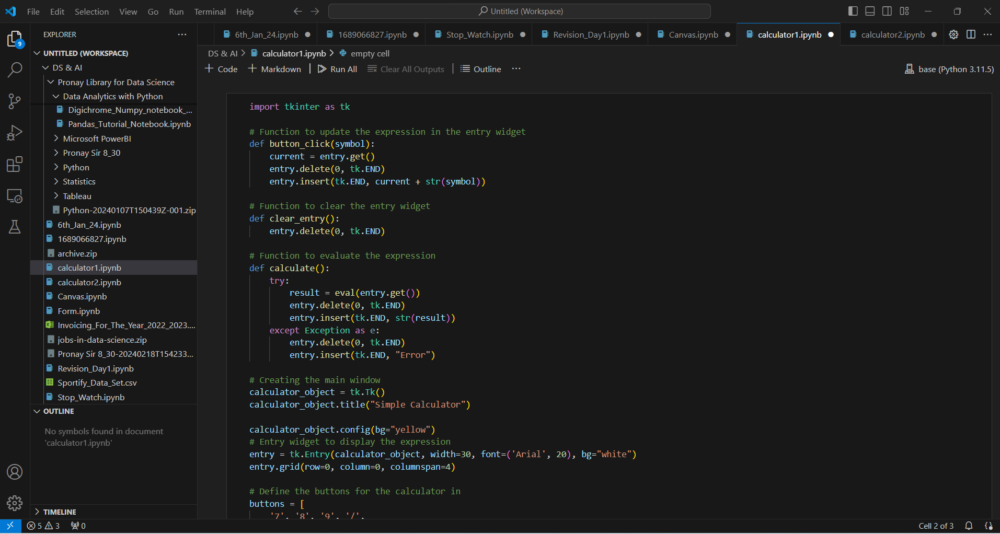 File Edit Selection View Go Run Terminal Help
Untitled (Workspace)
EXPLORER
UNTITLED (WORKSPACE)
DS & AI
Pronay Library for Data Science
Data Analytics with Python
Digichrome_Numpy_notebook_...
Pandas_Tutorial_Notebook.ipynb
Microsoft PowerBI
Pronay Sir 8_30
Python
Statistics
Tableau
Python-20240107T150439Z-001.zip
6th_Jan_24.ipynb
1689066827.ipynb
archive.zip
calculator1.ipynb
calculator2.ipynb
Canvas.ipynb
Form.ipynb
Invoicing_For_The_Year_2022_2023....
jobs-in-data-science.zip
Pronay Sir 8_30-20240218T154233...
Revision_Day1.ipynb
Sportify_Data_Set.csv
Stop_Watch.ipynb
OUTLINE
No symbols found in document
'calculator1.ipynb'
TIMELINE
9
6th_Jan_24.ipynb 1689066827.ipynb Stop_Watch.ipynb Revision_Day1.ipynb Canvas.ipynb calculator1.ipynb calculator2.ipynb
DS & AI > calculator1.ipynb > empty cell
+ Code + Markdown | Run All Clear All Outputs | Outline ...
base (Python 3.11.5)
import tkinter as tk
# Function to update the expression in the entry widget
def button_click(symbol):
    current = entry.get()
    entry.delete(0, tk.END)
    entry.insert(tk.END, current + str(symbol))
# Function to clear the entry widget
def clear_entry():
    entry.delete(0, tk.END)
# Function to evaluate the expression
def calculate():
    try:
        result = eval(entry.get())
        entry.delete(0, tk.END)
        entry.insert(tk.END, str(result))
    except Exception as e:
        entry.delete(0, tk.END)
        entry.insert(tk.END, "Error")
# Creating the main window
calculator_object = tk.Tk()
calculator_object.title("Simple Calculator")
calculator_object.config(bg="yellow")
# Entry widget to display the expression
entry = tk.Entry(calculator_object, width=30, font=('Arial', 20), bg="white")
entry.grid(row=0, column=0, columnspan=4)
# Define the buttons for the calculator in
buttons = [
    '7', '8', '9', '/',
5 3 0
Cell 2 of 3